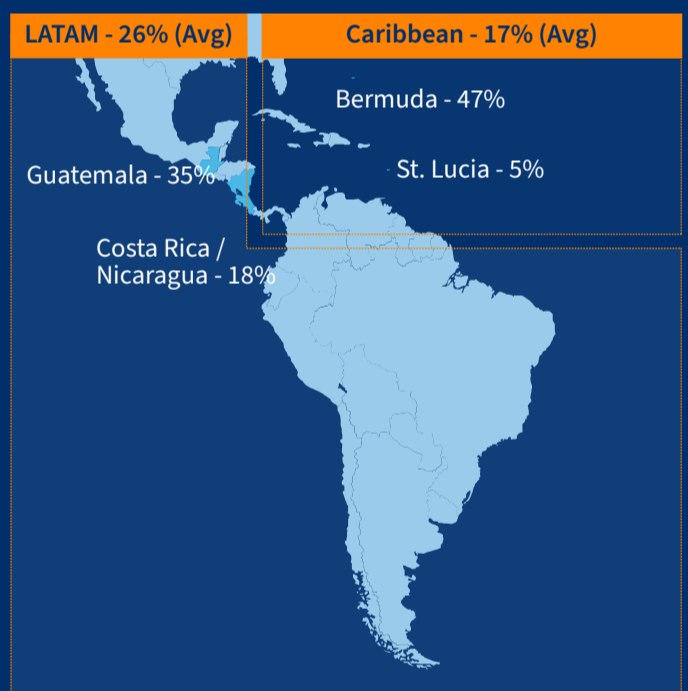 LATAM - 26% (Avg)
Caribbean - 17% (Avg)
Bermuda - 47%
Guatemala - 35%
St. Lucia - 5%
Costa Rica /
Nicaragua - 18%